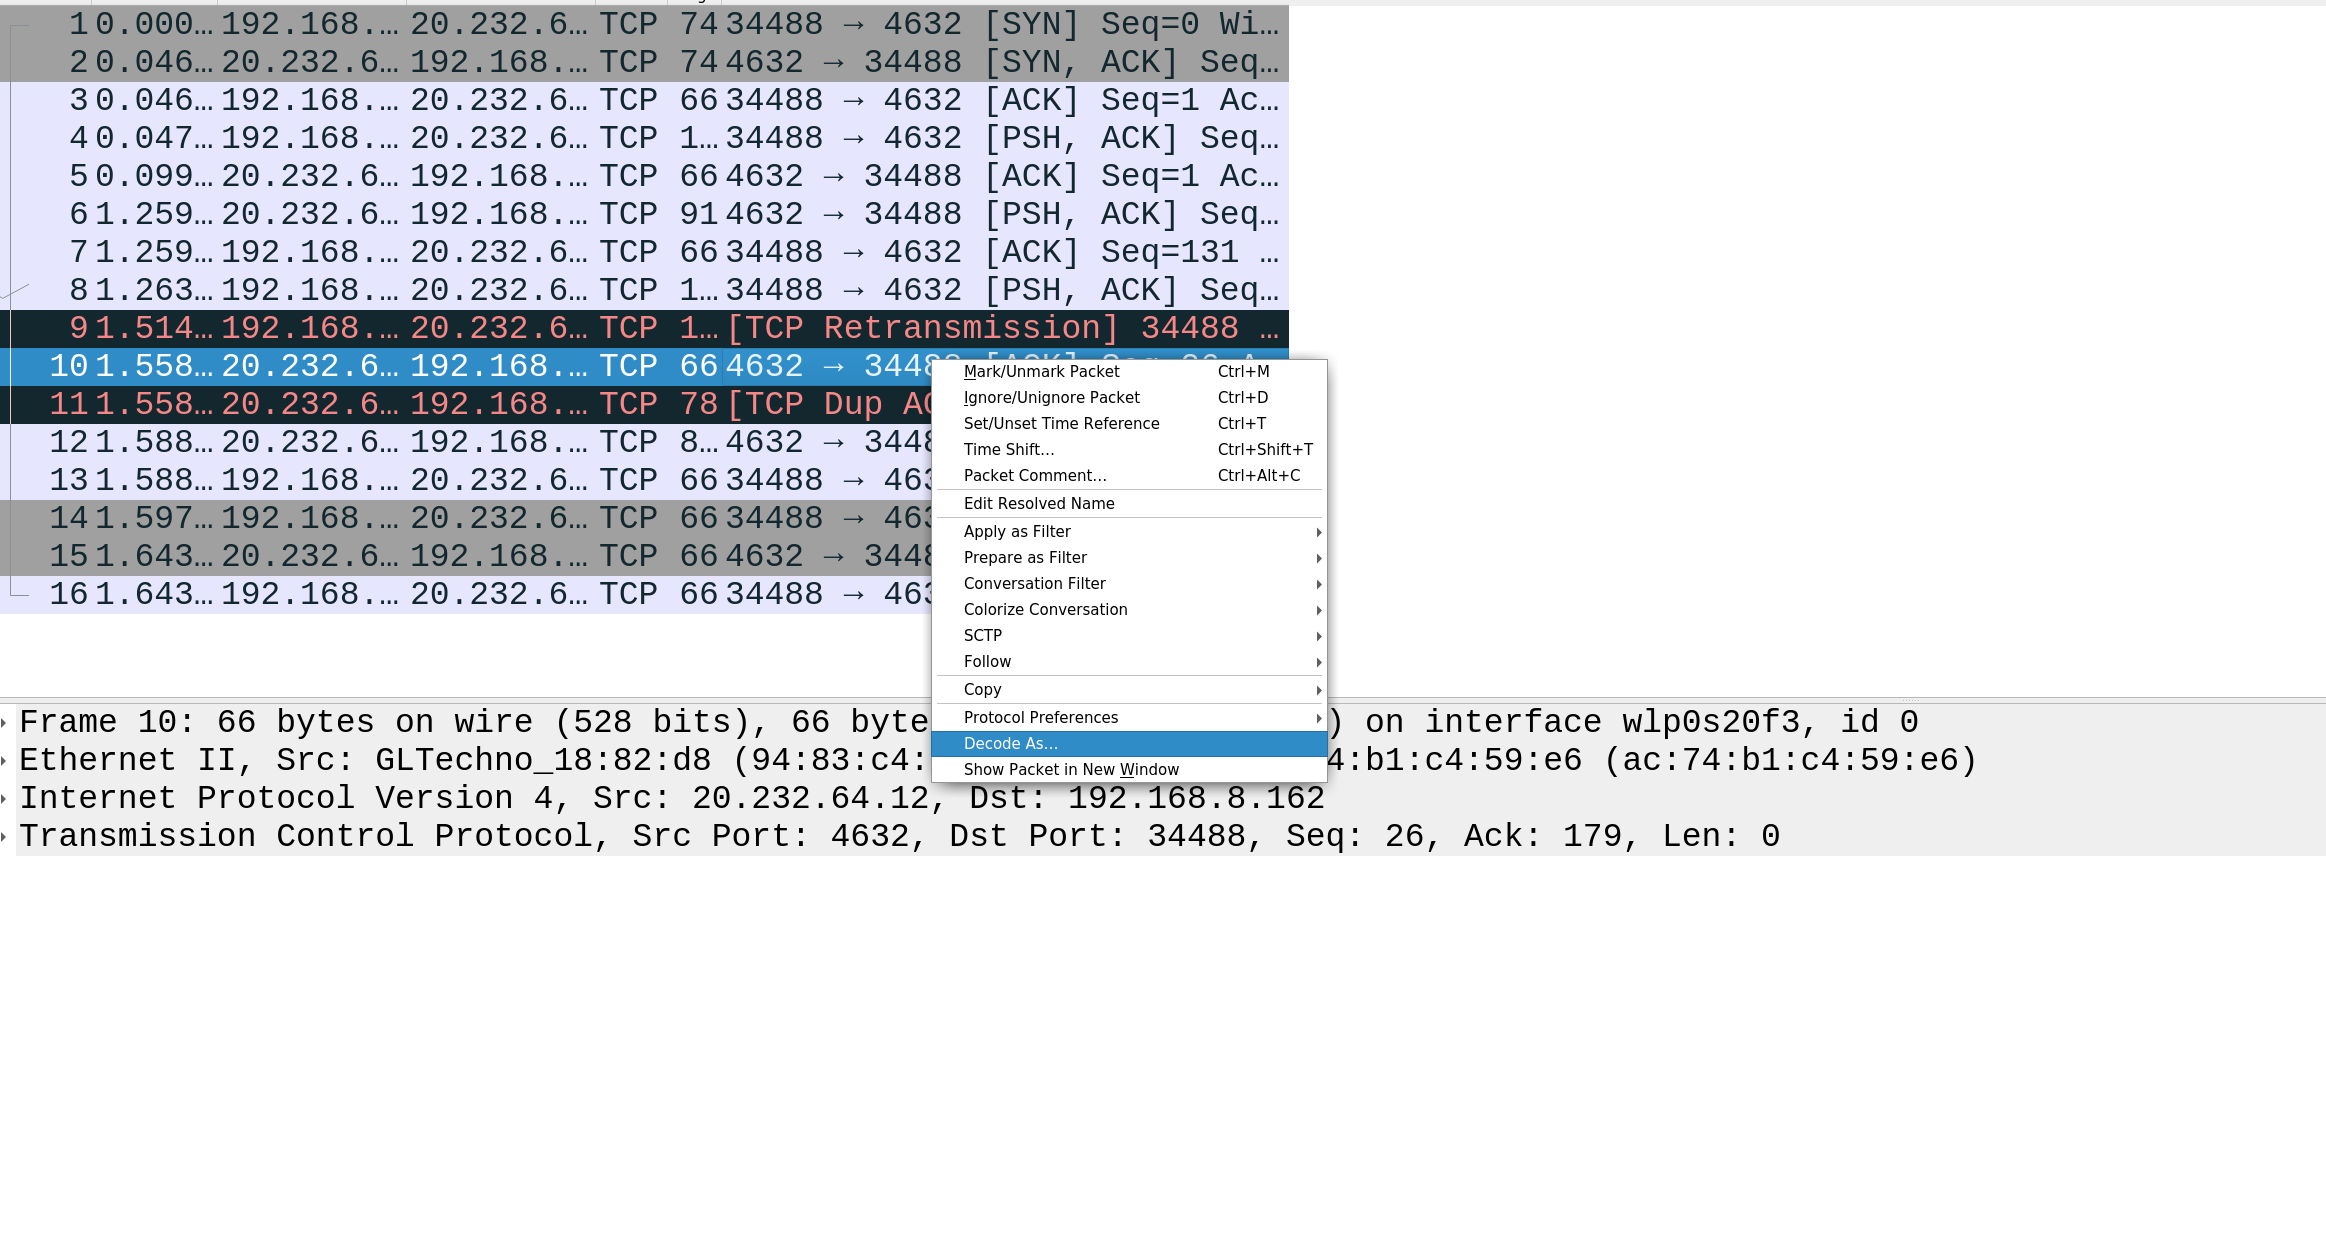 1 0.000… 192.168.… 20.232.6… TCP 74 34488 → 4632 [SYN] Seq=0 Wi…
2 0.046… 20.232.6… 192.168.… TCP 74 4632 → 34488 [SYN, ACK] Seq…
3 0.046… 192.168.… 20.232.6… TCP 66 34488 → 4632 [ACK] Seq=1 Ac…
4 0.047… 192.168.… 20.232.6… TCP 1… 34488 → 4632 [PSH, ACK] Seq…
5 0.099… 20.232.6… 192.168.… TCP 66 4632 → 34488 [ACK] Seq=1 Ac…
6 1.259… 20.232.6… 192.168.… TCP 91 4632 → 34488 [PSH, ACK] Seq…
7 1.259… 192.168.… 20.232.6… TCP 66 34488 → 4632 [ACK] Seq=131 …
8 1.263… 192.168.… 20.232.6… TCP 1… 34488 → 4632 [PSH, ACK] Seq…
9 1.514… 192.168.… 20.232.6… TCP 1… [TCP Retransmission] 34488 …
10 1.558… 20.232.6… 192.168.… TCP 66 4632 → 3448
11 1.558… 20.232.6… 192.168.… TCP 78 [TCP Dup AC
12 1.588… 20.232.6… 192.168.… TCP 8… 4632 → 3448
13 1.588… 192.168.… 20.232.6… TCP 66 34488 → 463
14 1.597… 192.168.… 20.232.6… TCP 66 34488 → 463
15 1.643… 20.232.6… 192.168.… TCP 66 4632 → 3448
16 1.643… 192.168.… 20.232.6… TCP 66 34488 → 463
Mark/Unmark Packet Ctrl+M
Ignore/Unignore Packet Ctrl+D
Set/Unset Time Reference Ctrl+T
Time Shift… Ctrl+Shift+T
Packet Comment… Ctrl+Alt+C
Edit Resolved Name
Apply as Filter
Prepare as Filter
Conversation Filter
Colorize Conversation
SCTP
Follow
Copy
Protocol Preferences
Decode As…
Show Packet in New Window
Frame 10: 66 bytes on wire (528 bits), 66 byte ) on interface wlp0s20f3, id 0
Ethernet II, Src: GLTechno_18:82:d8 (94:83:c4: 4:b1:c4:59:e6 (ac:74:b1:c4:59:e6)
Internet Protocol Version 4, Src: 20.232.64.12, Dst: 192.168.8.162
Transmission Control Protocol, Src Port: 4632, Dst Port: 34488, Seq: 26, Ack: 179, Len: 0